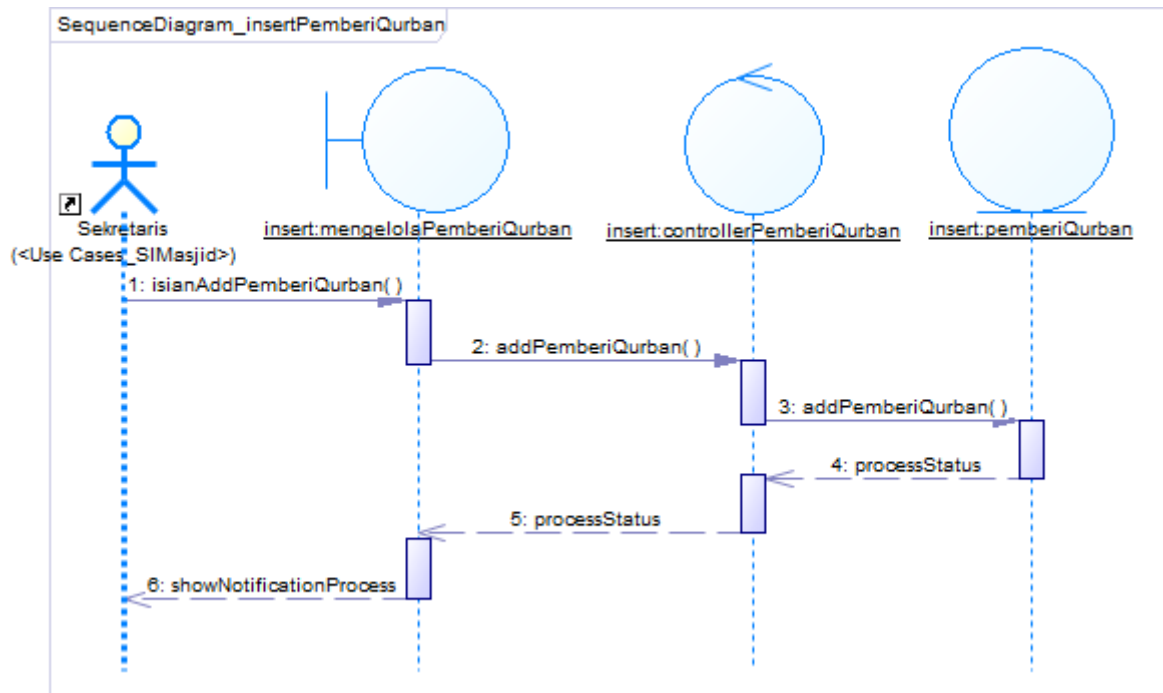 SequenceDiagram_insertPemberiQurban
Sekretaris
(<Use Cases_SIMasjid>)
insert:mengelolaPemberiQurban
insert:controllerPemberiQurban
insert:pemberiQurban
1: isianAddPemberiQurban( )
2: addPemberiQurban( )
3: addPemberiQurban( )
4: processStatus
5: processStatus
6: showNotificationProcess